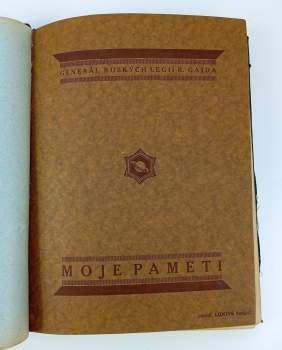 GENERÁL RUSKÝCH LEGIÍ R. GAJDA
MOJE PAMĚTI